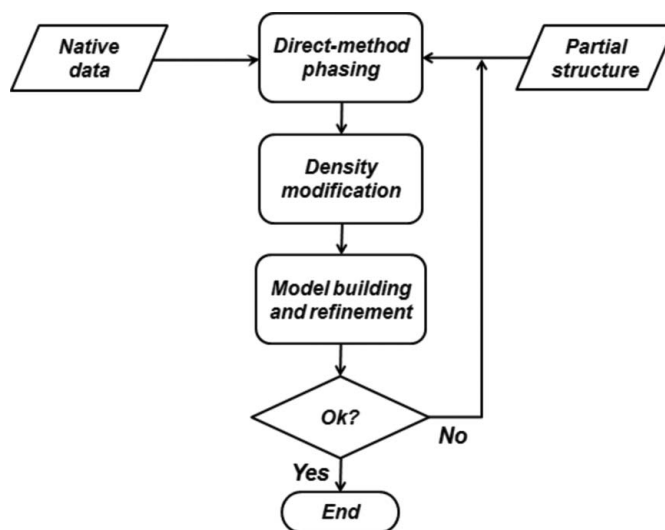 Native
data
Direct-method
phasing
Partial
structure
Density
modification
Model building
and refinement
Ok?
No
Yes
End